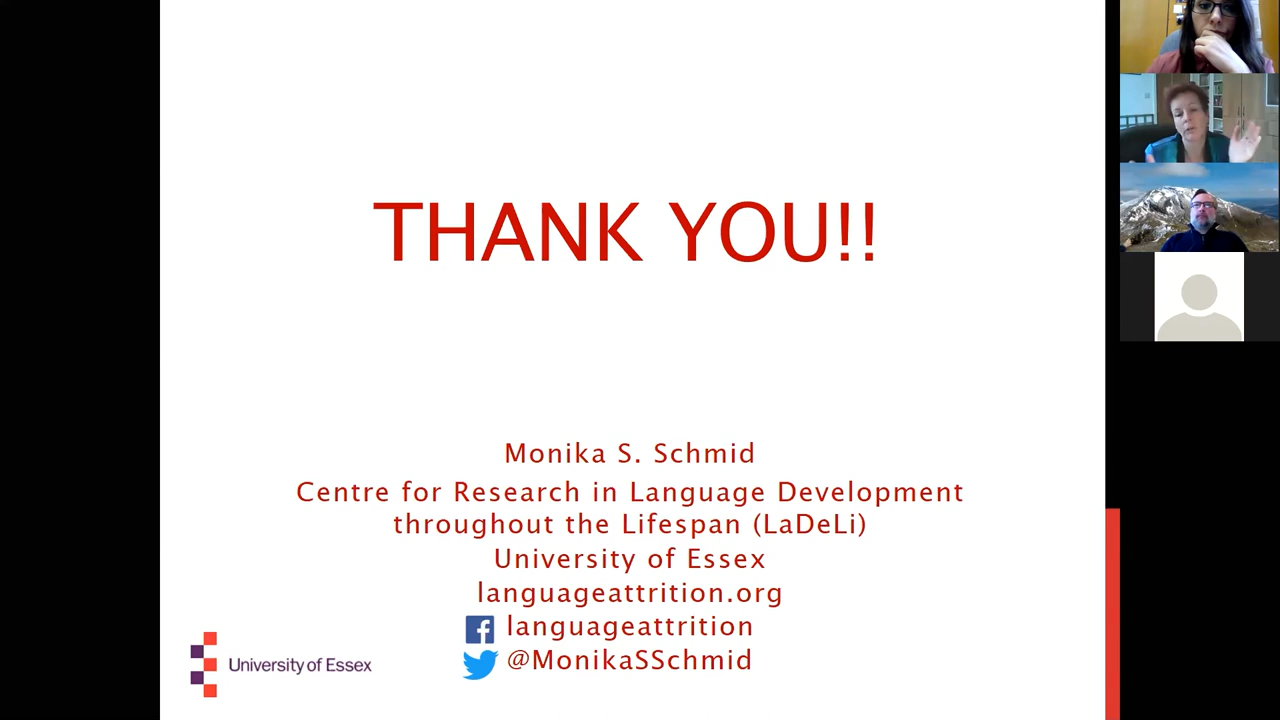 THANK YOU!!
Monika S. Schmid
Centre for Research in Language Development
throughout the Lifespan (LaDeLi)
University of Essex
languageattrition.org
languageattrition
@MonikaSSchmid
University of Essex